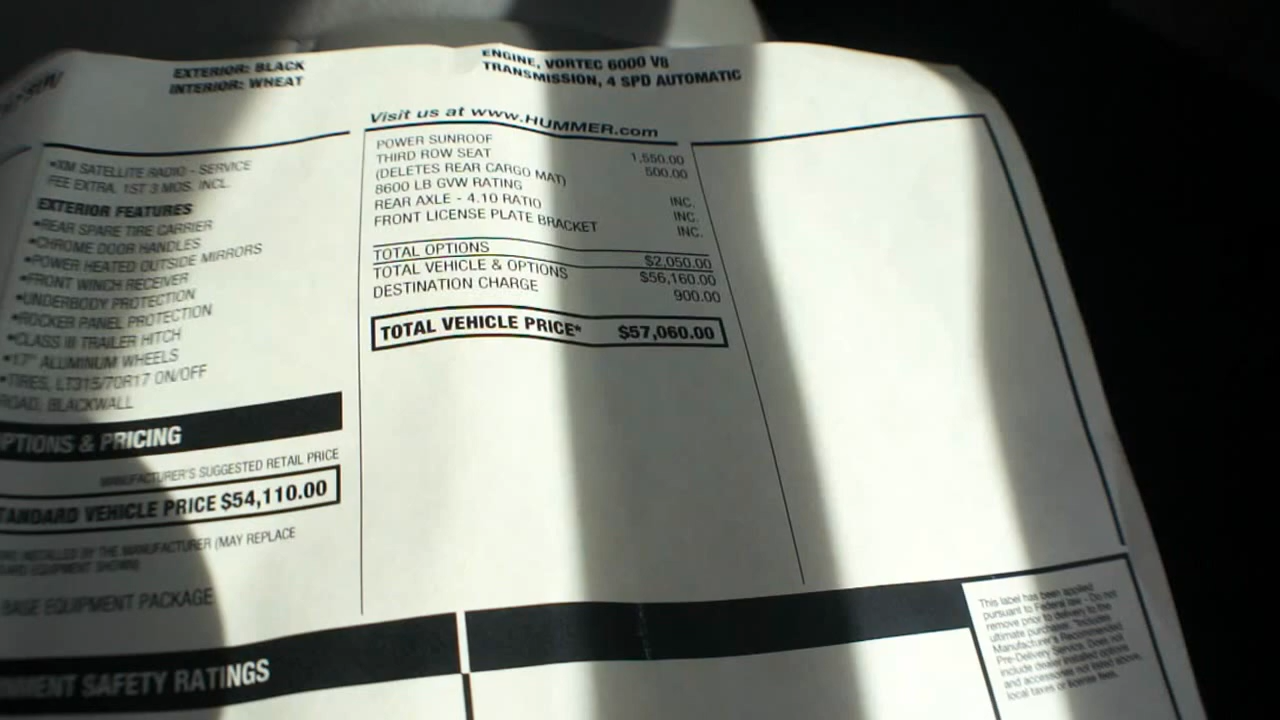 EXTERIOR: BLACK
INTERIOR: WHEAT
ENGINE, VORTEC 6000 V8
TRANSMISSION, 4 SPD AUTOMATIC
•XM SATELLITE RADIO - SERVICE
FEE EXTRA, 1ST 3 MOS. INCL.
EXTERIOR FEATURES
•REAR SPARE TIRE CARRIER
•CHROME DOOR HANDLES
•POWER HEATED OUTSIDE MIRRORS
•FRONT WINCH RECEIVER
•UNDERBODY PROTECTION
•ROCKER PANEL PROTECTION
•CLASS III TRAILER HITCH
•17" ALUMINUM WHEELS
•TIRES, LT315/70R17 ON/OFF
ROAD, BLACKWALL
OPTIONS & PRICING
MANUFACTURER'S SUGGESTED RETAIL PRICE
STANDARD VEHICLE PRICE $54,110.00
INSTALLED BY THE MANUFACTURER (MAY REPLACE
EQUIPMENT SHOWN)
BASE EQUIPMENT PACKAGE
Visit us at www.HUMMER.com
POWER SUNROOF 1,550.00
THIRD ROW SEAT 500.00
(DELETES REAR CARGO MAT)
8600 LB GVW RATING INC.
REAR AXLE - 4.10 RATIO INC.
FRONT LICENSE PLATE BRACKET INC.
TOTAL OPTIONS $2,050.00
TOTAL VEHICLE & OPTIONS $56,160.00
DESTINATION CHARGE 900.00
TOTAL VEHICLE PRICE* $57,060.00
SAFETY RATINGS
This label has been applied
pursuant to Federal law - Do not
remove prior to delivery to the
ultimate purchaser. *Includes
Manufacturer's Recommended
Pre-Delivery Service. Does not
include dealer installed options
and accessories not listed above,
local taxes or license fees.